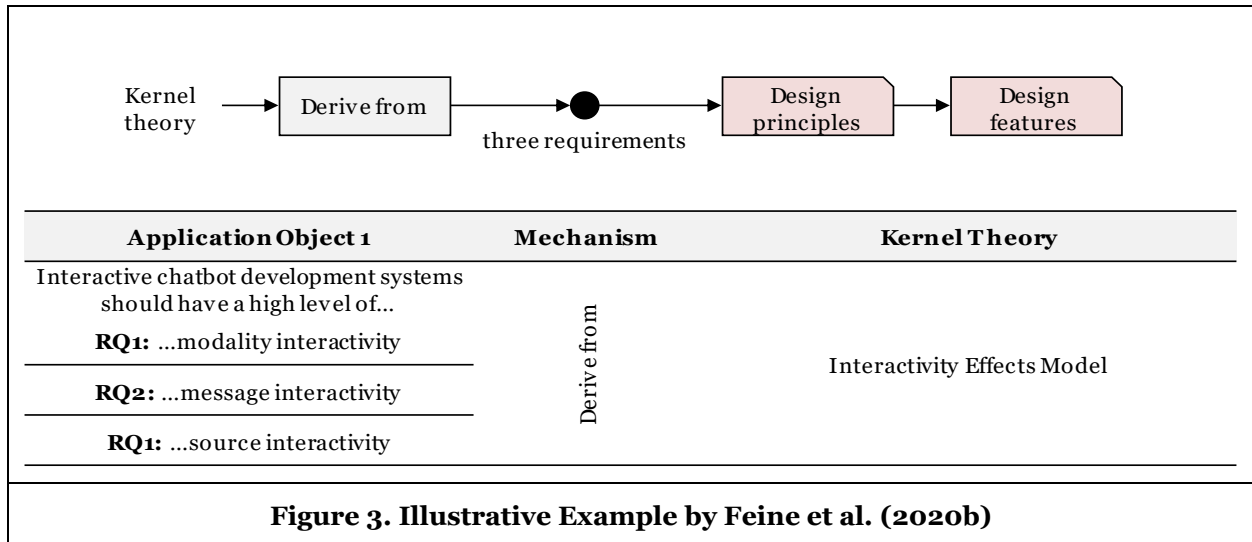 Kernel
theory
Derive from
three requirements
Design
principles
Design
features
Application Object 1 Mechanism Kernel Theory
Interactive chatbot development systems
should have a high level of...
RQ1: ...modality interactivity
RQ2: ...message interactivity
RQ1: ...source interactivity
Derive from
Interactivity Effects Model
Figure 3. Illustrative Example by Feine et al. (2020b)